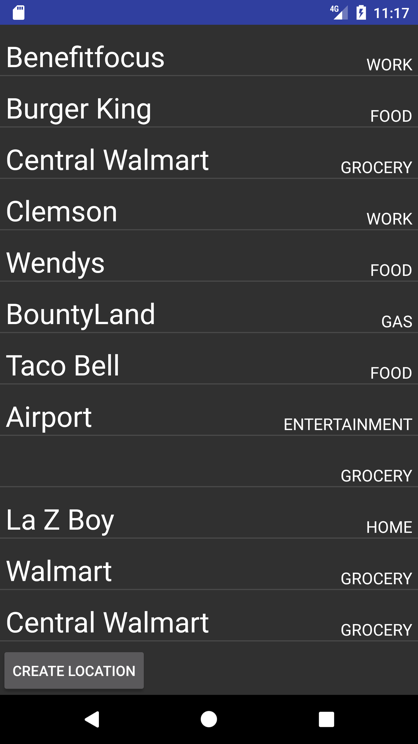 4G 11:17
Benefitfocus WORK
Burger King FOOD
Central Walmart GROCERY
Clemson WORK
Wendys FOOD
BountyLand GAS
Taco Bell FOOD
Airport ENTERTAINMENT
GROCERY
La Z Boy HOME
Walmart GROCERY
Central Walmart GROCERY
CREATE LOCATION